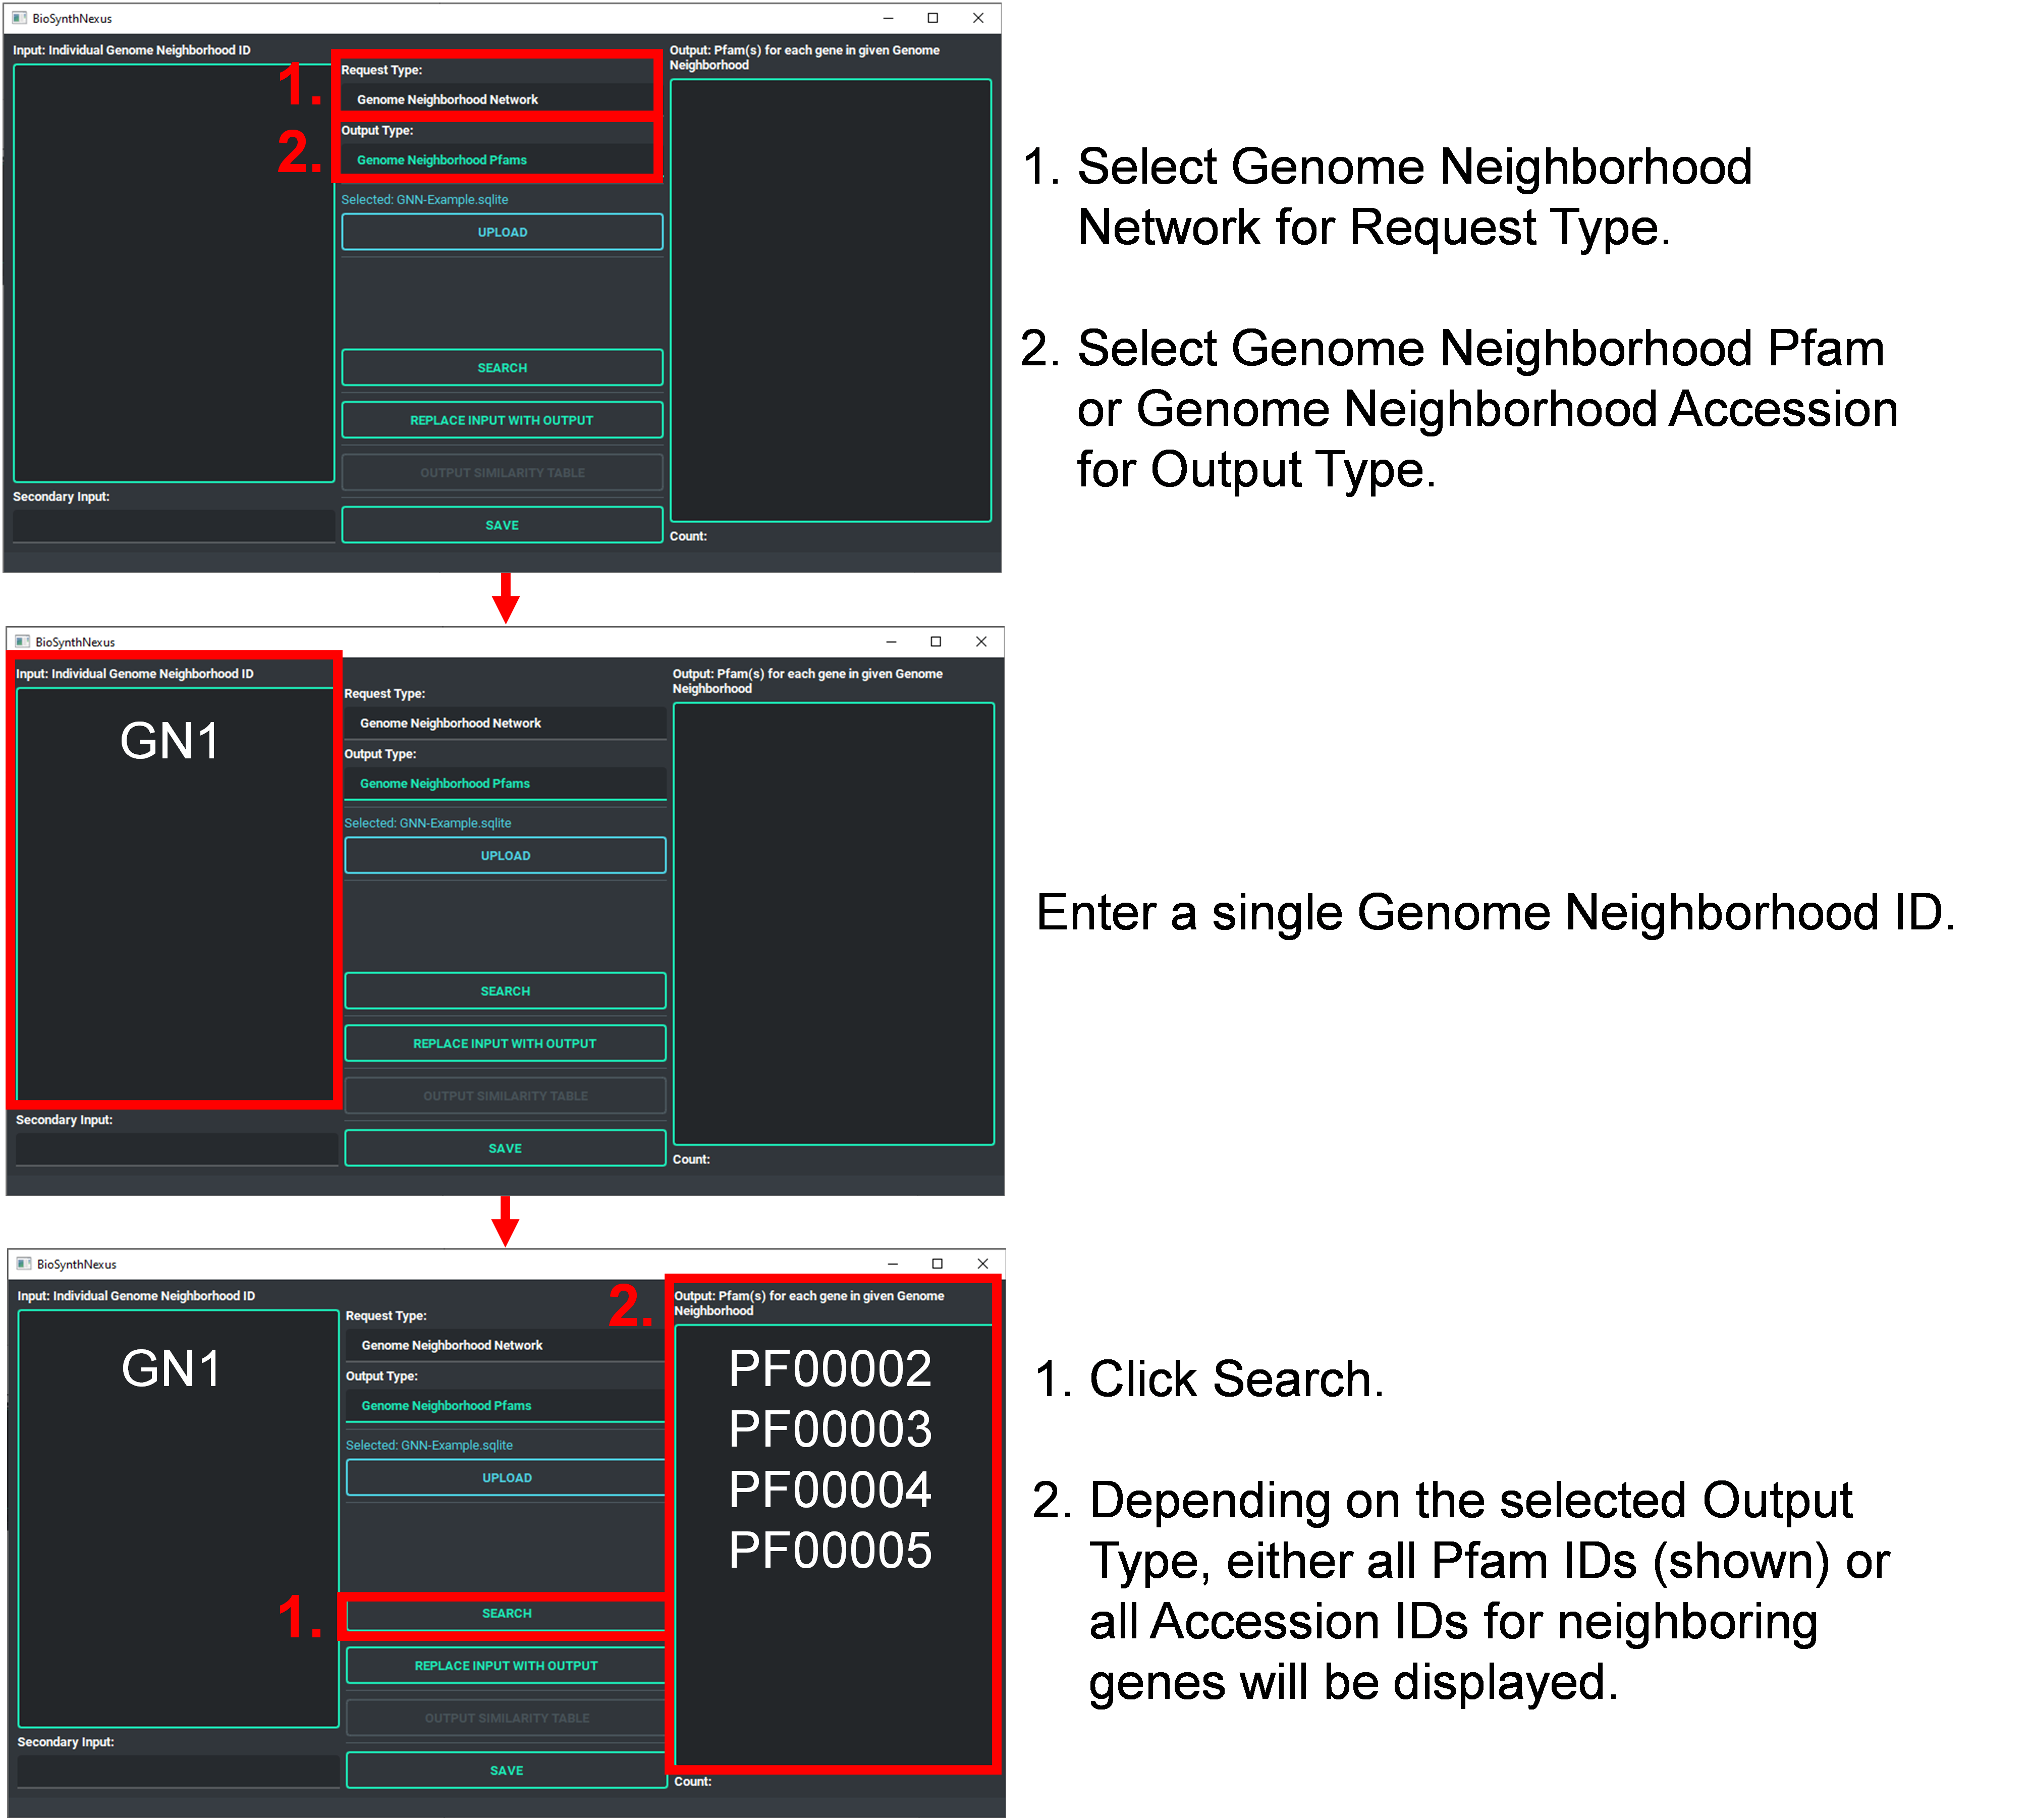 BioSynthNexus
Input: Individual Genome Neighborhood ID
Request Type:
Genome Neighborhood Network
Output Type:
Genome Neighborhood Pfams
Selected: GNN-Example.sqlite
UPLOAD
SEARCH
REPLACE INPUT WITH OUTPUT
OUTPUT SIMILARITY TABLE
SAVE
Secondary Input:
Output: Pfam(s) for each gene in given Genome
Neighborhood
Count:
1.
2.
1. Select Genome Neighborhood
Network for Request Type.
2. Select Genome Neighborhood Pfam
or Genome Neighborhood Accession
for Output Type.
BioSynthNexus
Input: Individual Genome Neighborhood ID
GN1
Request Type:
Genome Neighborhood Network
Output Type:
Genome Neighborhood Pfams
Selected: GNN-Example.sqlite
UPLOAD
SEARCH
REPLACE INPUT WITH OUTPUT
OUTPUT SIMILARITY TABLE
SAVE
Secondary Input:
Output: Pfam(s) for each gene in given Genome
Neighborhood
Count:
Enter a single Genome Neighborhood ID.
BioSynthNexus
Input: Individual Genome Neighborhood ID
GN1
Request Type:
Genome Neighborhood Network
Output Type:
Genome Neighborhood Pfams
Selected: GNN-Example.sqlite
UPLOAD
1.
SEARCH
REPLACE INPUT WITH OUTPUT
OUTPUT SIMILARITY TABLE
SAVE
Secondary Input:
2.
Output: Pfam(s) for each gene in given Genome
Neighborhood
PF00002
PF00003
PF00004
PF00005
Count:
1. Click Search.
2. Depending on the selected Output
Type, either all Pfam IDs (shown) or
all Accession IDs for neighboring
genes will be displayed.